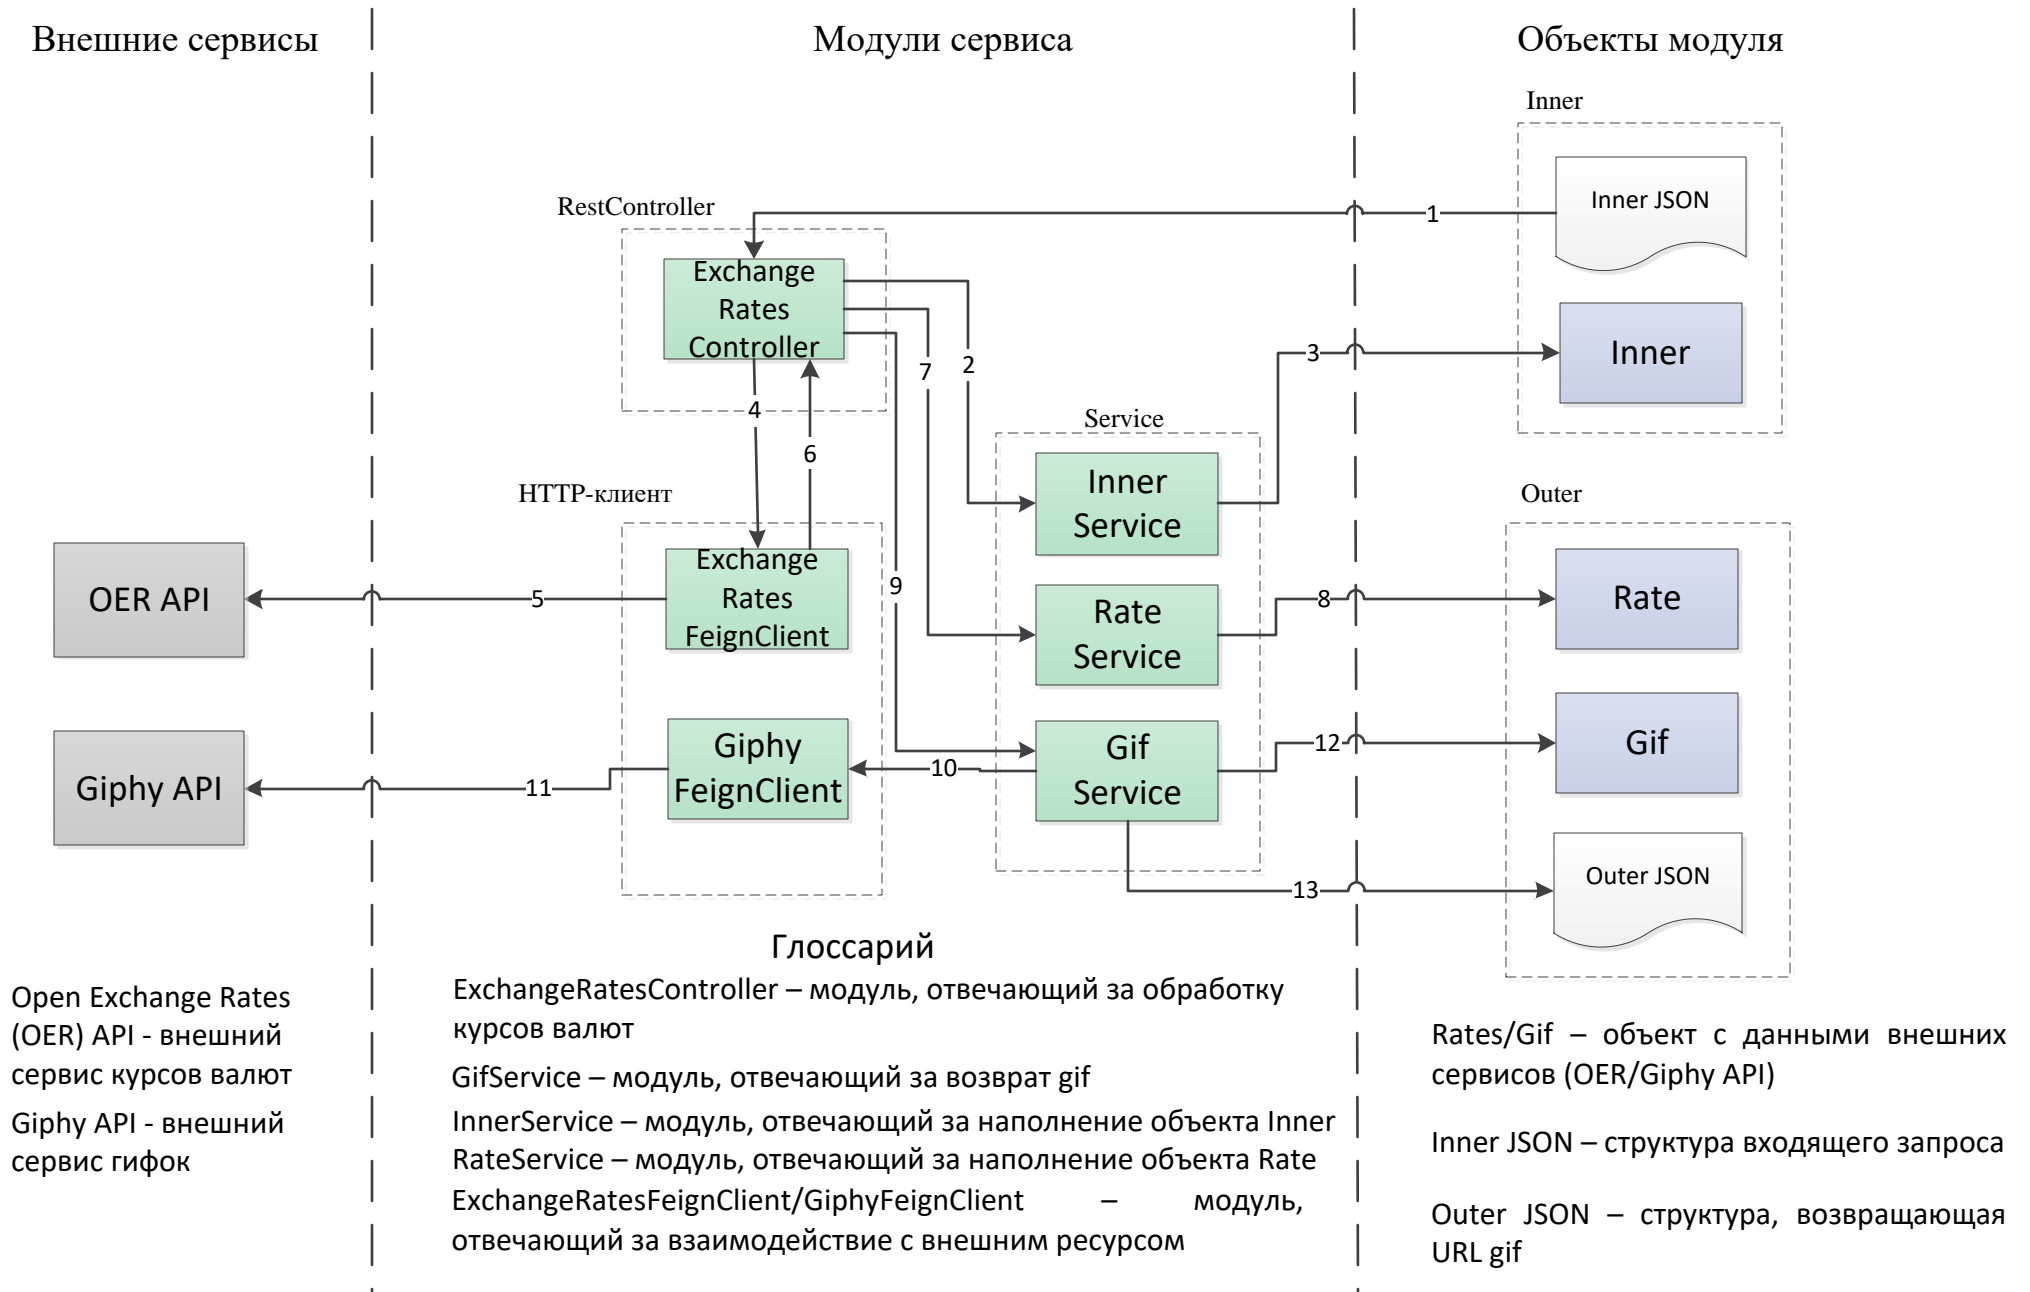 Внешние сервисы
Модули сервиса
Объекты модуля
Inner
Inner JSON
1
RestController
Exchange
Rates
Controller
Inner
3
2
7
4
6
Service
HTTP-клиент
Inner
Service
Outer
OER API
5
Exchange
Rates
FeignClient
9
Rate
Service
8
Rate
Giphy API
11
Giphy
FeignClient
10
Gif
Service
12
Gif
13
Outer JSON
Глоссарий
Open Exchange Rates
(OER) API - внешний
сервис курсов валют
Giphy API - внешний
сервис гифок
ExchangeRatesController – модуль, отвечающий за обработку
курсов валют
GifService – модуль, отвечающий за возврат gif
InnerService – модуль, отвечающий за наполнение объекта Inner
RateService – модуль, отвечающий за наполнение объекта Rate
ExchangeRatesFeignClient/GiphyFeignClient – модуль,
отвечающий за взаимодействие с внешним ресурсом
Rates/Gif – объект с данными внешних
сервисов (OER/Giphy API)
Inner JSON – структура входящего запроса
Outer JSON – структура, возвращающая
URL gif